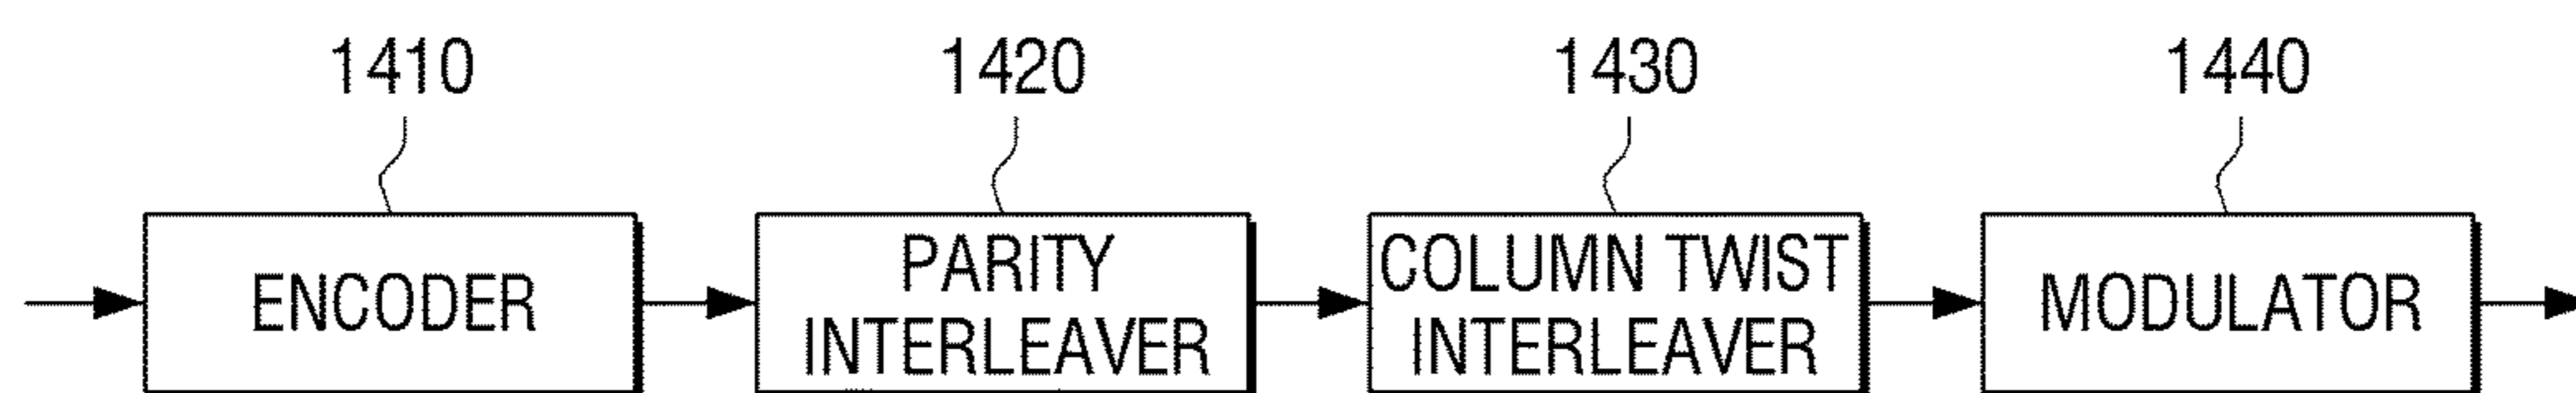 1410
1420
1430
1440
ENCODER
PARITY
INTERLEAVER
COLUMN TWIST
INTERLEAVER
MODULATOR